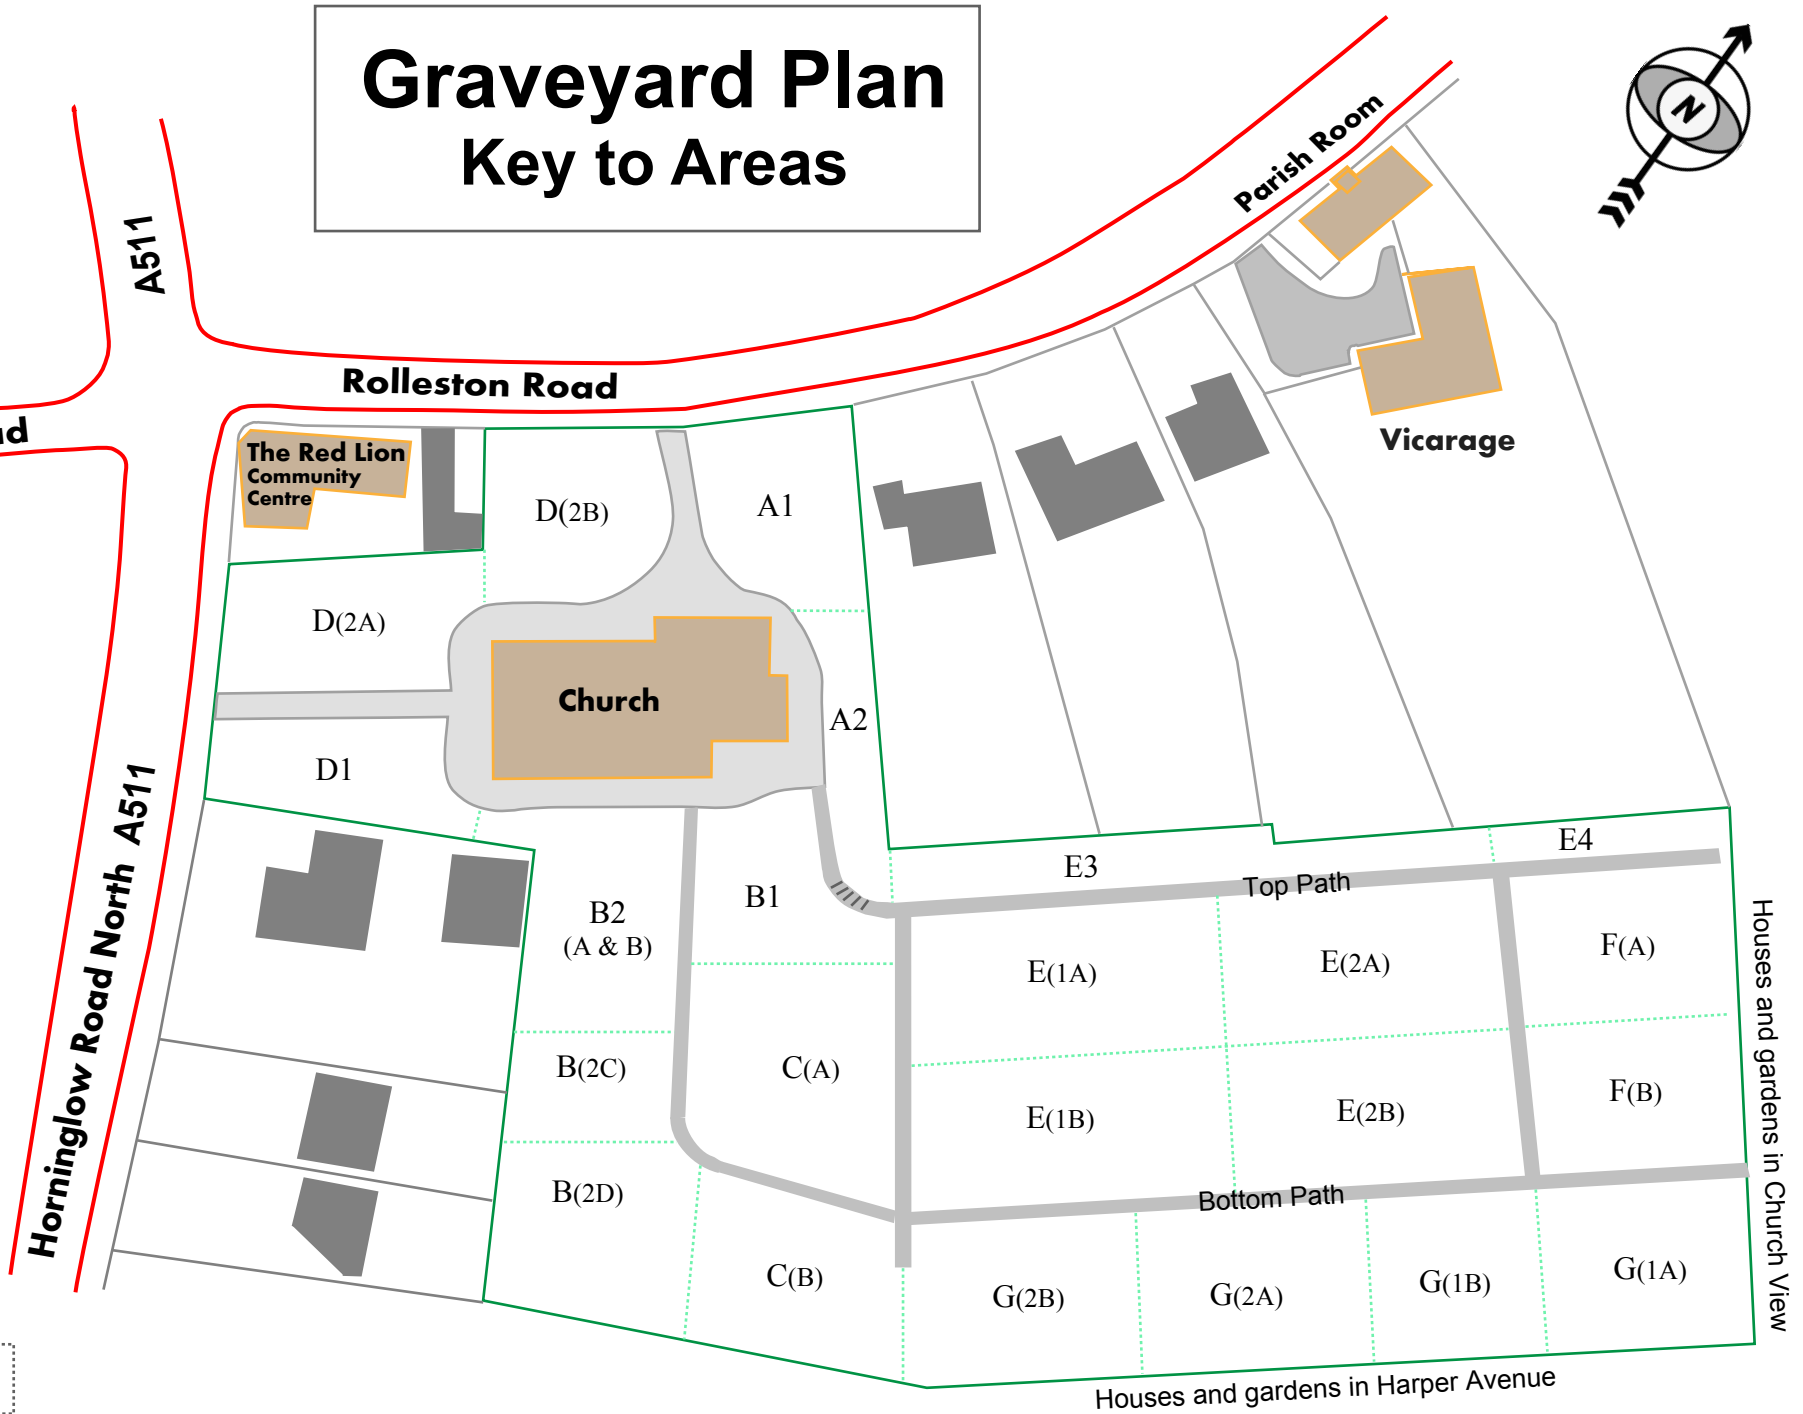 Graveyard Plan
Key to Areas
N
A511
Parish Room
Rolleston Road
ad
The Red Lion
Community
Centre
Vicarage
D(2B)
A1
D(2A)
Church
A2
D1
Horninglow Road North A511
E3
E4
Top Path
B1
B2
(A & B)
E(1A)
E(2A)
F(A)
B(2C)
C(A)
E(1B)
E(2B)
F(B)
B(2D)
Bottom Path
C(B)
G(2B)
G(2A)
G(1B)
G(1A)
Houses and gardens in Church View
Houses and gardens in Harper Avenue